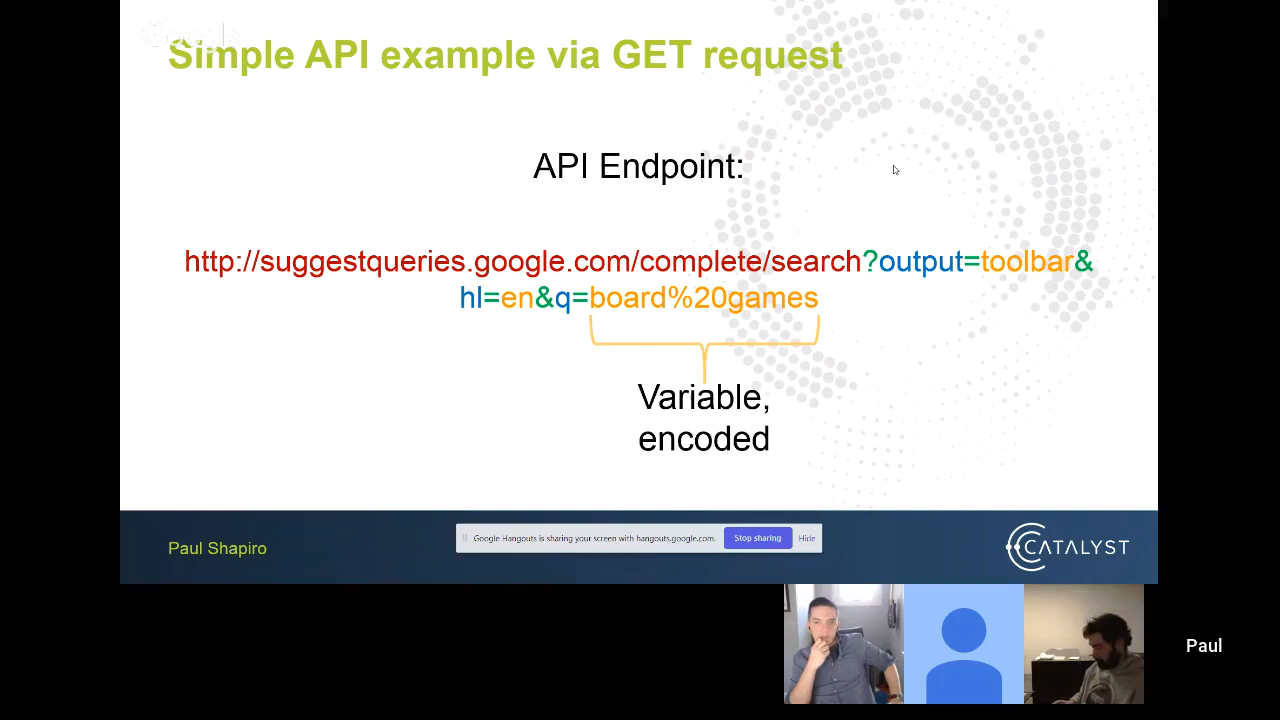 Google
Simple API example via GET request
API Endpoint:
http://suggestqueries.google.com/complete/search?output=toolbar&
hl=en&q=board%20games
Variable,
encoded
Paul Shapiro
Google Hangouts is sharing your screen with hangouts.google.com.
Stop sharing
Hide
CATALYST
Paul